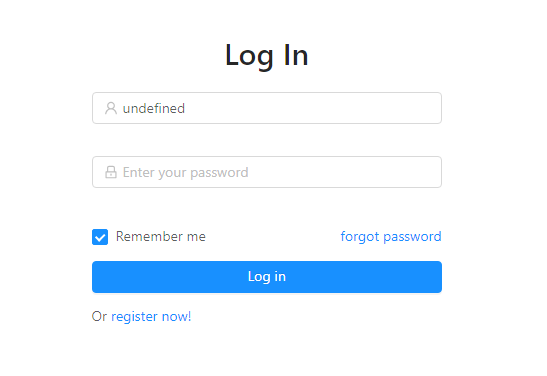 Log In
undefined
Enter your password
Remember me forgot password
Log in
Or register now!